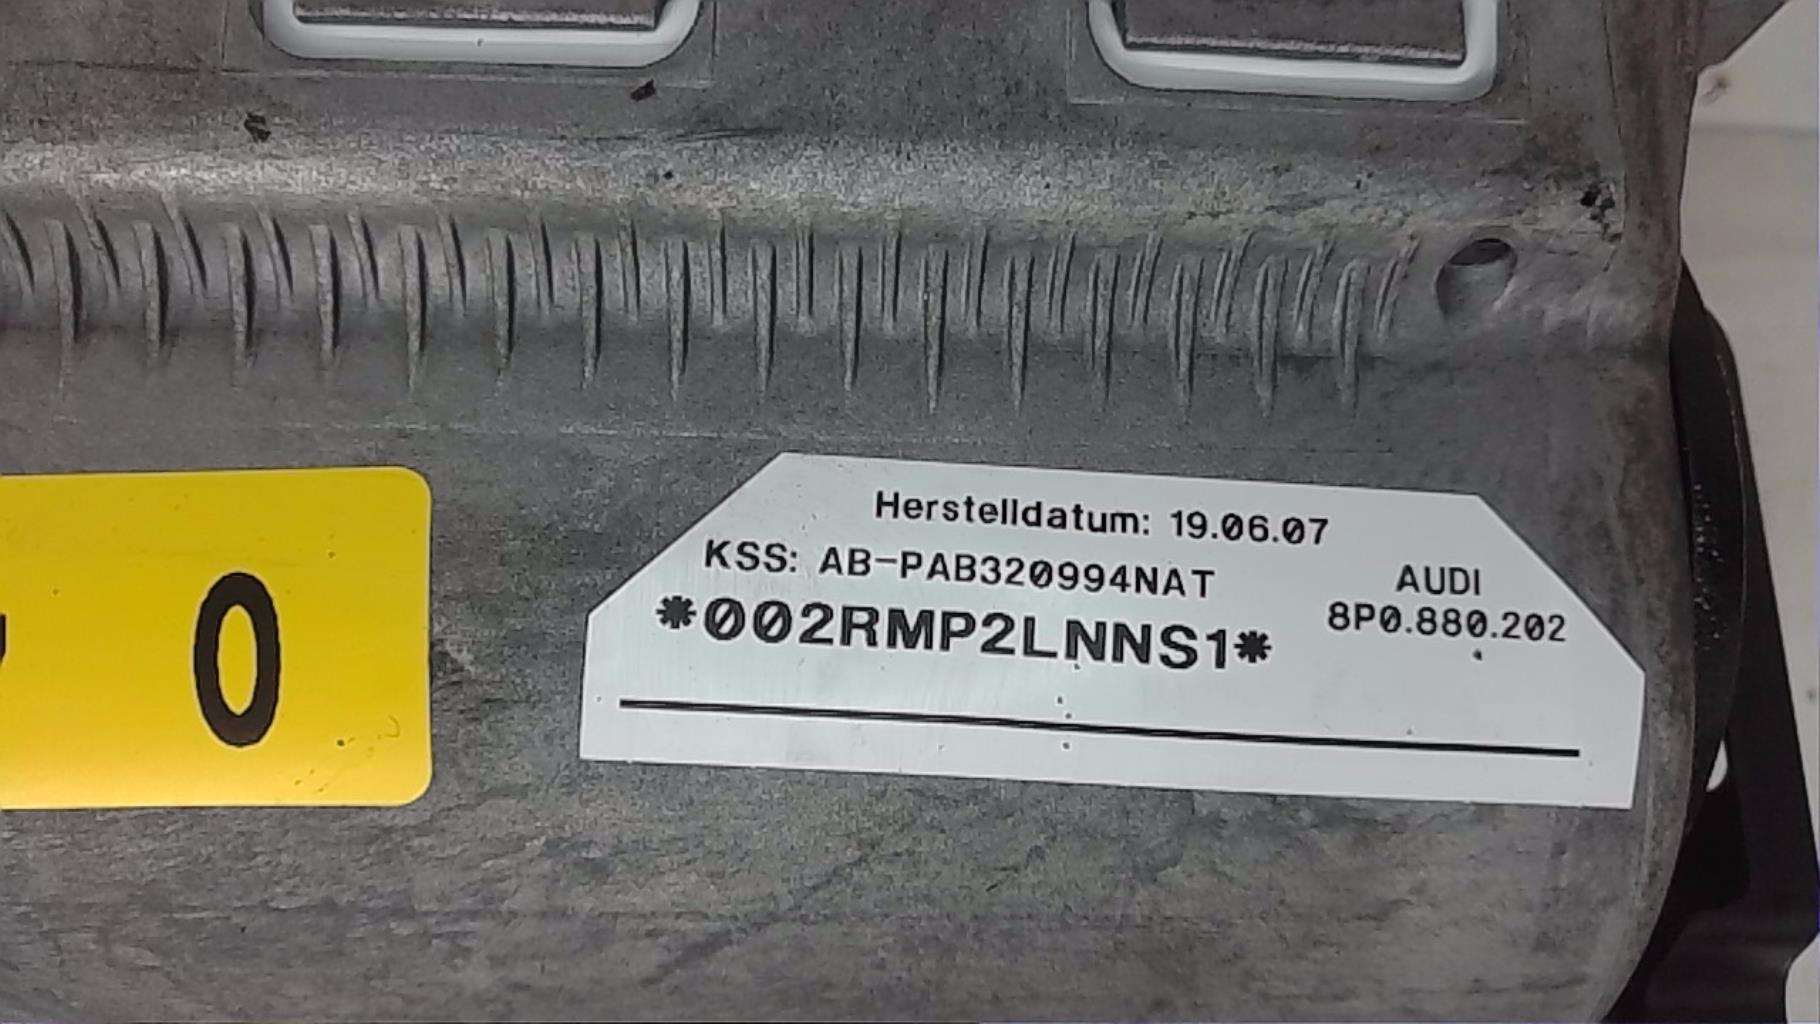 Herstelldatum: 19.06.07
KSS: AB-PAB320994NAT
*002RMP2LNNS1*
AUDI
8P0.880.202
0